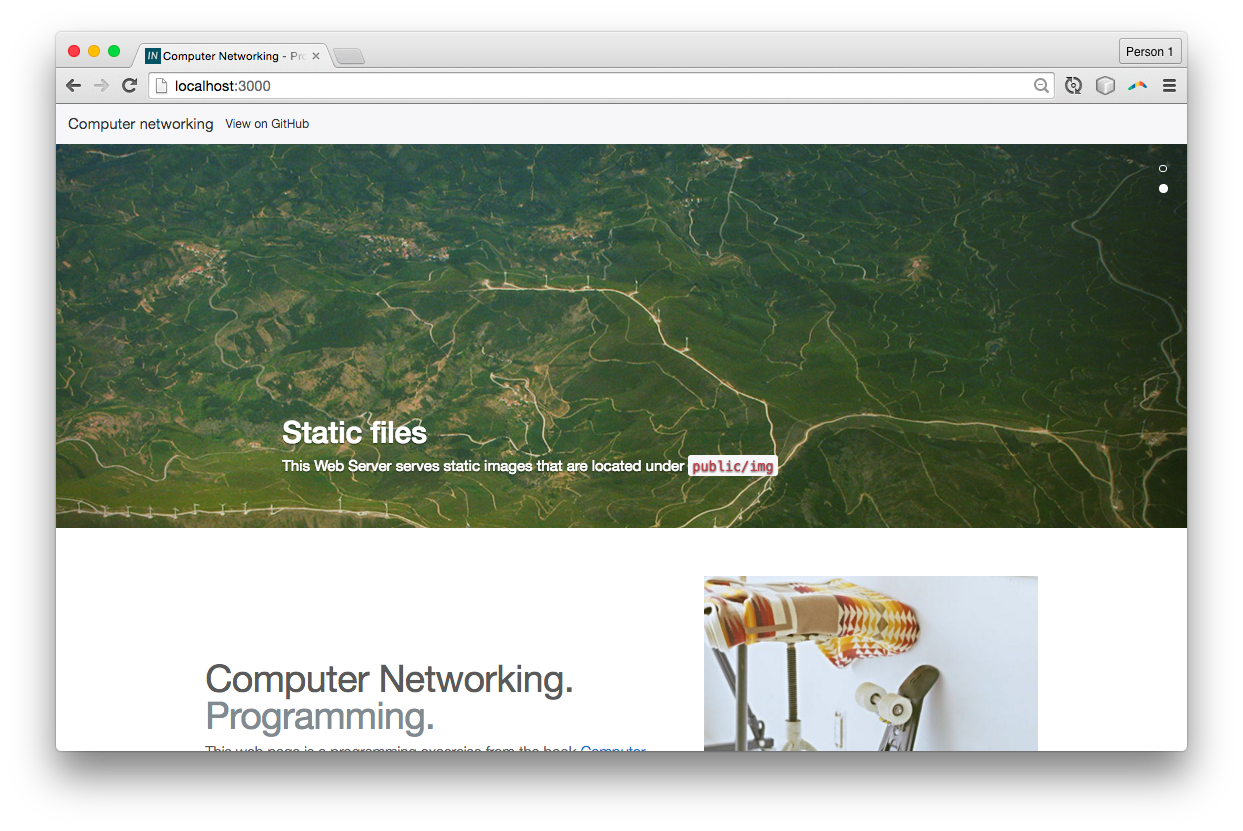 IN Computer Networking - Pro
Person 1
localhost:3000
Computer networking View on GitHub
Static files
This Web Server serves static images that are located under public/img
Computer Networking.
Programming.
This web page is a programming exercise from the book Computer